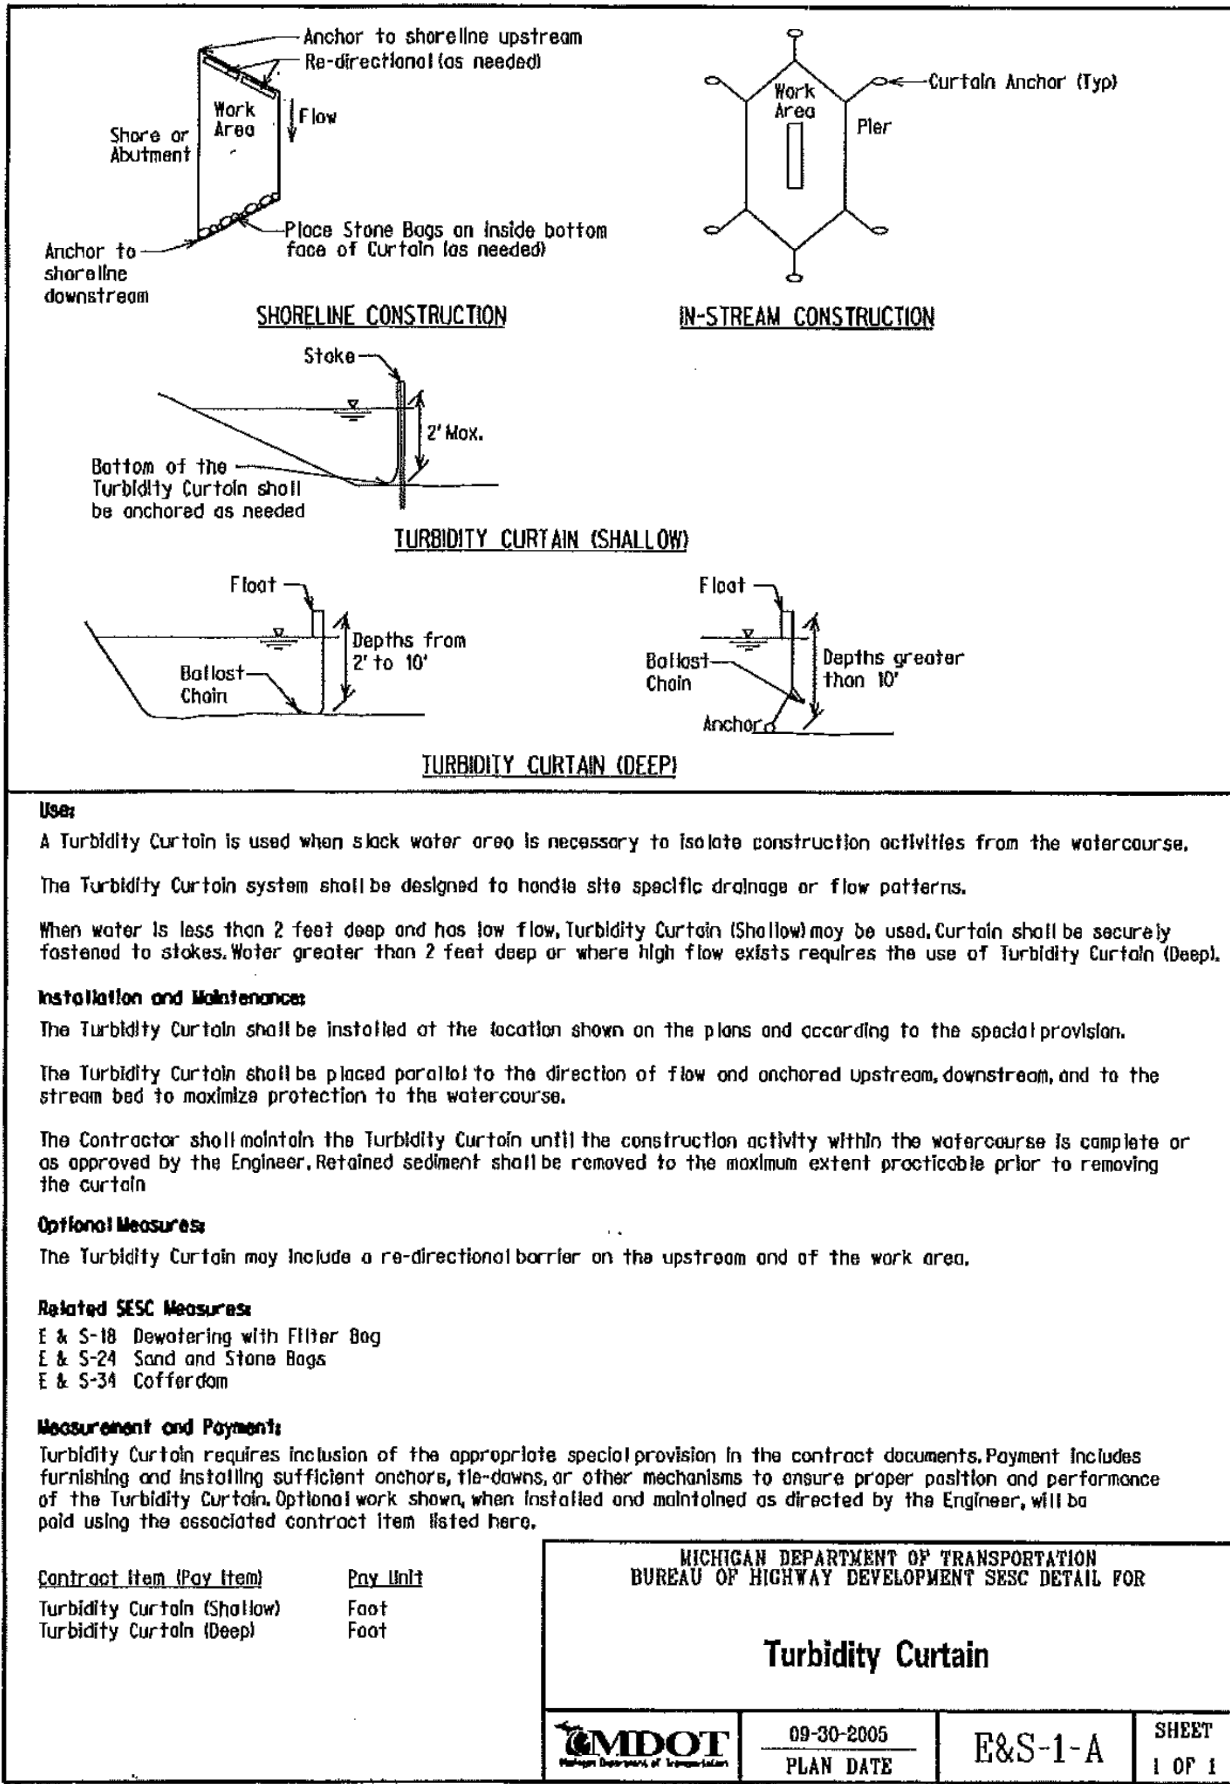 Anchor to shoreline upstream
Re-directional (as needed)
Work
Area
Flow
Shore or
Abutment
Place Stone Bags on inside bottom
face of Curtain (as needed)
Anchor to
shoreline
downstream
SHORELINE CONSTRUCTION
Work
Area
Curtain Anchor (Typ)
Pier
IN-STREAM CONSTRUCTION
Stake
2' Max.
Bottom of the
Turbidity Curtain shall
be anchored as needed
TURBIDITY CURTAIN (SHALLOW)
Float
Depths from
2' to 10'
Ballast
Chain
Float
Ballast
Chain
Depths greater
than 10'
Anchor
TURBIDITY CURTAIN (DEEP)
Use:
A Turbidity Curtain is used when slack water area is necessary to isolate construction activities from the watercourse.
The Turbidity Curtain system shall be designed to handle site specific drainage or flow patterns.
When water is less than 2 feet deep and has low flow, Turbidity Curtain (Shallow) may be used. Curtain shall be securely
fastened to stakes. Water greater than 2 feet deep or where high flow exists requires the use of Turbidity Curtain (Deep).
Installation and Maintenance:
The Turbidity Curtain shall be installed at the location shown on the plans and according to the special provision.
The Turbidity Curtain shall be placed parallel to the direction of flow and anchored upstream, downstream, and to the
stream bed to maximize protection to the watercourse.
The Contractor shall maintain the Turbidity Curtain until the construction activity within the watercourse is complete or
as approved by the Engineer. Retained sediment shall be removed to the maximum extent practicable prior to removing
the curtain
Optional Measures:
The Turbidity Curtain may include a re-directional barrier on the upstream end of the work area.
Related SESC Measures:
E & S-18 Dewatering with Filter Bag
E & S-24 Sand and Stone Bags
E & S-34 Cofferdam
Measurement and Payment:
Turbidity Curtain requires inclusion of the appropriate special provision in the contract documents. Payment includes
furnishing and installing sufficient anchors, tie-downs, or other mechanisms to ensure proper position and performance
of the Turbidity Curtain. Optional work shown, when installed and maintained as directed by the Engineer, will be
paid using the associated contract item listed here.
Contract Item (Pay Item) Pay Unit
Turbidity Curtain (Shallow) Foot
Turbidity Curtain (Deep) Foot
MICHIGAN DEPARTMENT OF TRANSPORTATION
BUREAU OF HIGHWAY DEVELOPMENT SESC DETAIL FOR
Turbidity Curtain
MDOT
Michigan Department of Transportation
09-30-2005
PLAN DATE
E&S-1-A
SHEET
1 OF 1